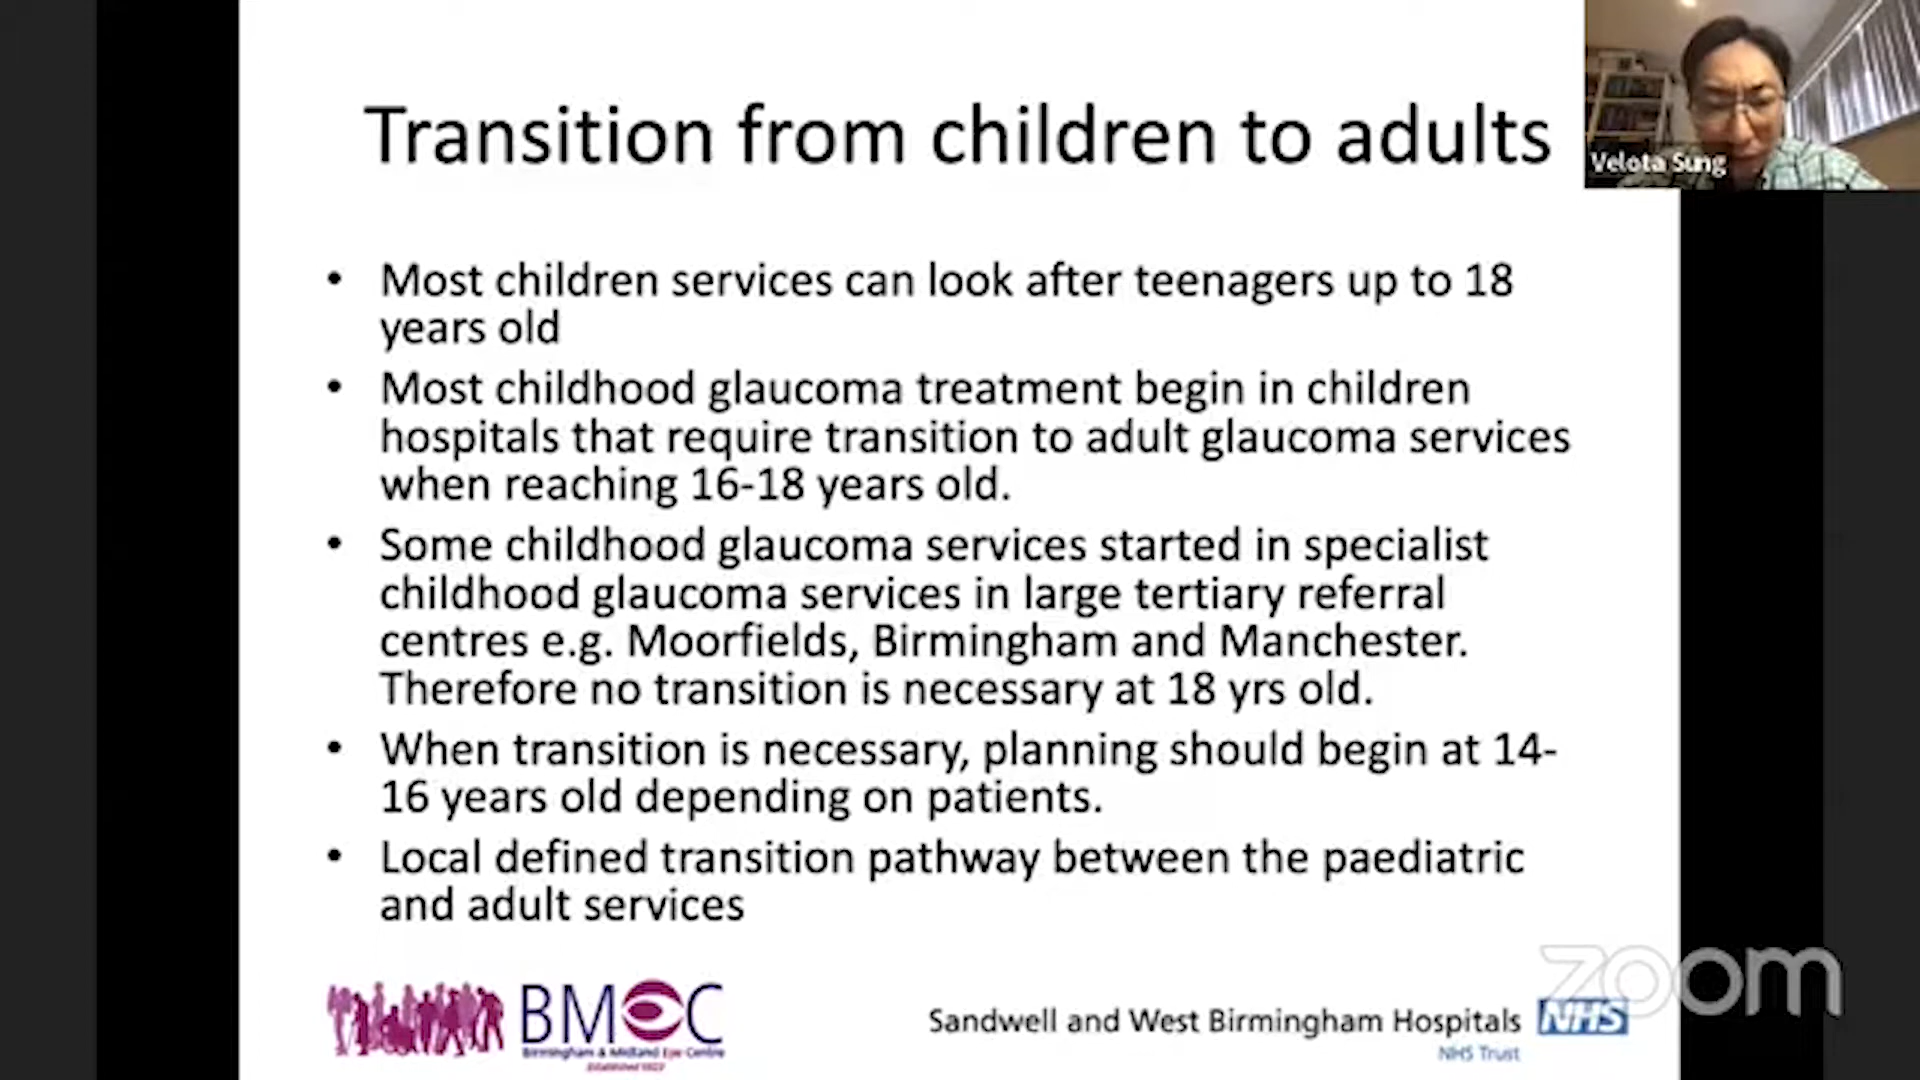 Transition from children to adults
Velota Sung
• Most children services can look after teenagers up to 18
years old
• Most childhood glaucoma treatment begin in children
hospitals that require transition to adult glaucoma services
when reaching 16-18 years old.
• Some childhood glaucoma services started in specialist
childhood glaucoma services in large tertiary referral
centres e.g. Moorfields, Birmingham and Manchester.
Therefore no transition is necessary at 18 yrs old.
• When transition is necessary, planning should begin at 14-
16 years old depending on patients.
• Local defined transition pathway between the paediatric
and adult services
zoom
BMEC
Birmingham & Midland Eye Centre
Sandwell and West Birmingham Hospitals NHS
NHS Trust